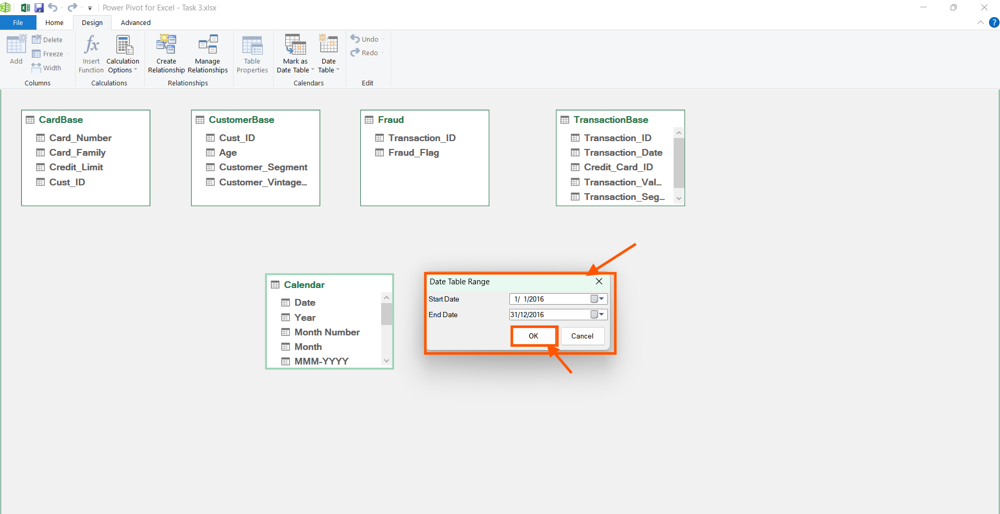 Power Pivot for Excel - Task 3.xlsx
File Home Design Advanced
?
Add
Delete
Freeze
Width
Columns
Insert
Function
Calculation
Options
Calculations
Create
Relationship
Manage
Relationships
Relationships
Table
Properties
Mark as
Date Table
Date
Table
Calendars
Undo
Redo
Edit
CardBase
Card_Number
Card_Family
Credit_Limit
Cust_ID
CustomerBase
Cust_ID
Age
Customer_Segment
Customer_Vintage...
Fraud
Transaction_ID
Fraud_Flag
TransactionBase
Transaction_ID
Transaction_Date
Credit_Card_ID
Transaction_Val...
Transaction_Seg...
Calendar
Date
Year
Month Number
Month
MMM-YYYY
Date Table Range
Start Date 1/ 1/2016
End Date 31/12/2016
OK Cancel